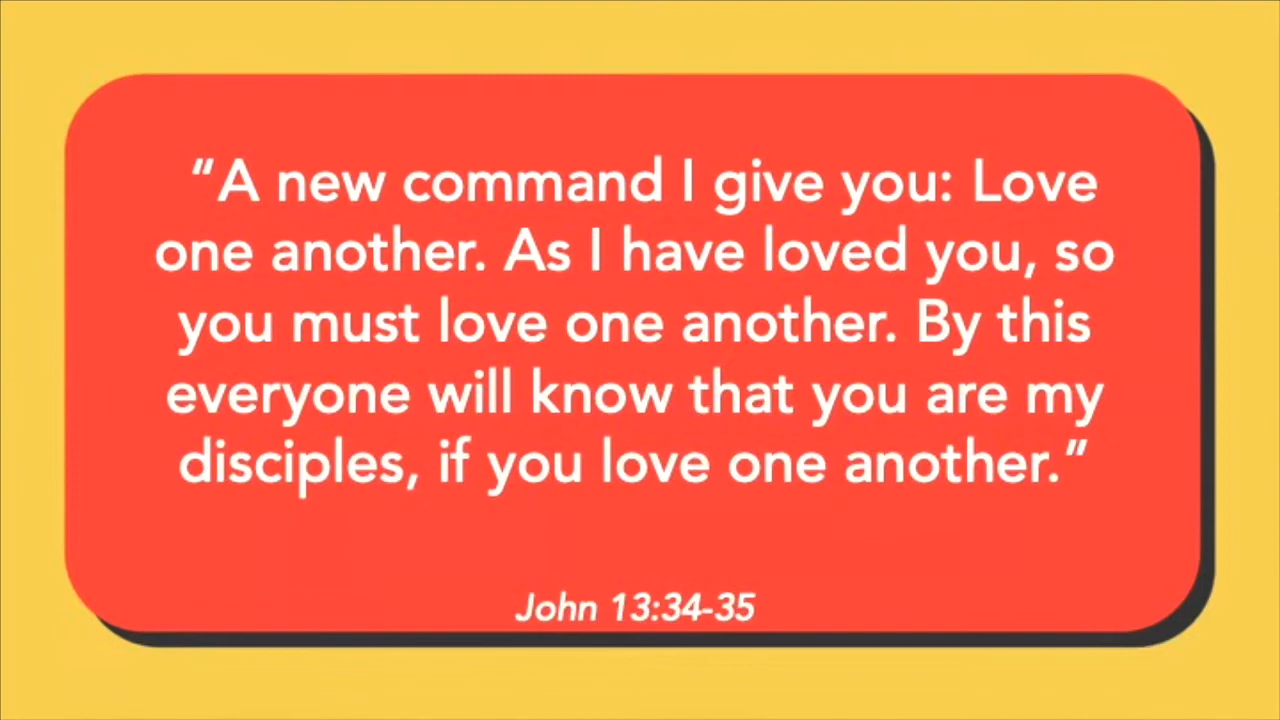 “A new command I give you: Love
one another. As I have loved you, so
you must love one another. By this
everyone will know that you are my
disciples, if you love one another.”
John 13:34-35